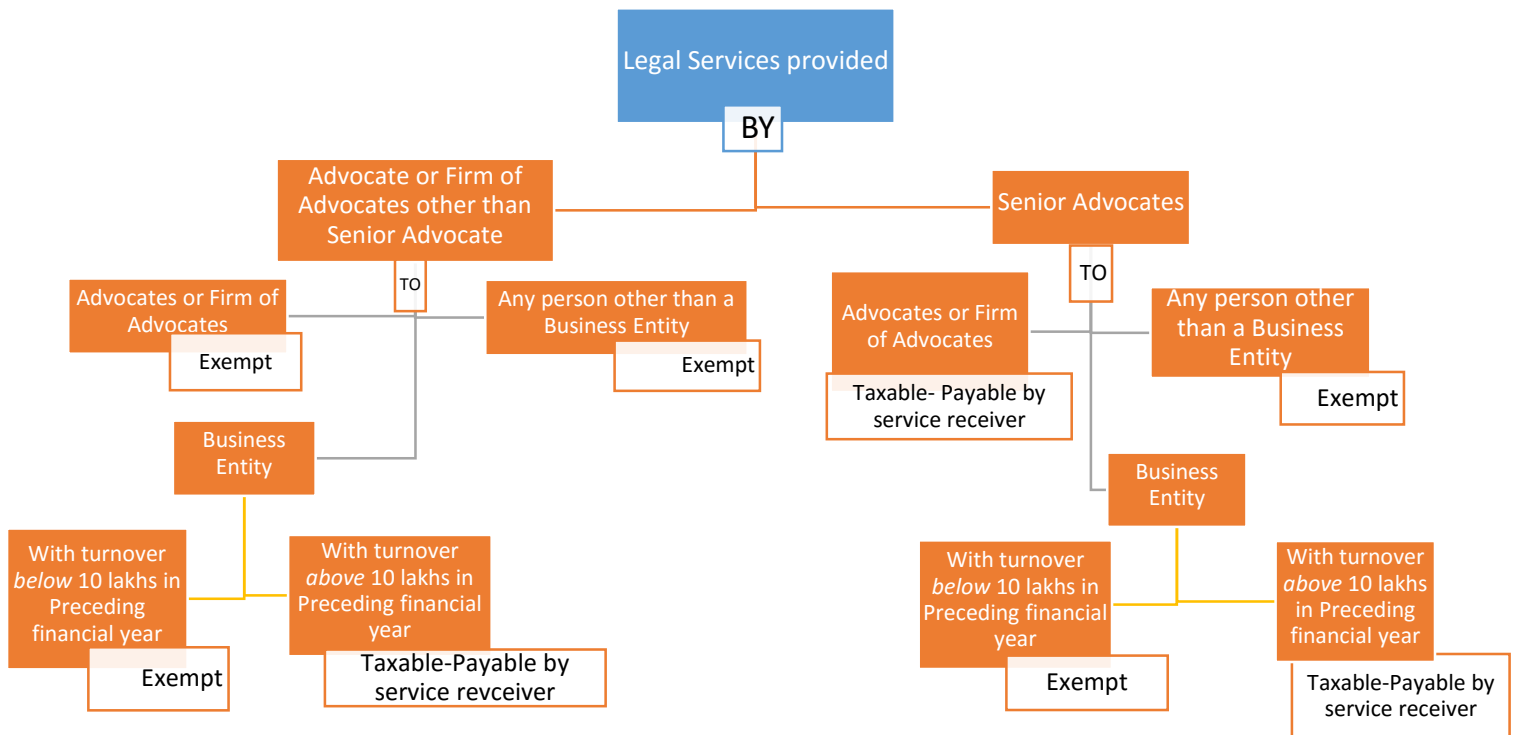 Legal Services provided
BY
Advocate or Firm of
Advocates other than
Senior Advocate
TO
Advocates or Firm of
Advocates
Exempt
Any person other than a
Business Entity
Exempt
Business
Entity
With turnover
below 10 lakhs in
Preceding
financial year
Exempt
With turnover
above 10 lakhs in
Preceding financial
year
Taxable-Payable by
service revceiver
Senior Advocates
TO
Advocates or Firm
of Advocates
Taxable- Payable by
service receiver
Any person other
than a Business
Entity
Exempt
Business
Entity
With turnover
below 10 lakhs in
Preceding financial
year
Exempt
With turnover
above 10 lakhs
in Preceding
financial year
Taxable-Payable by
service receiver